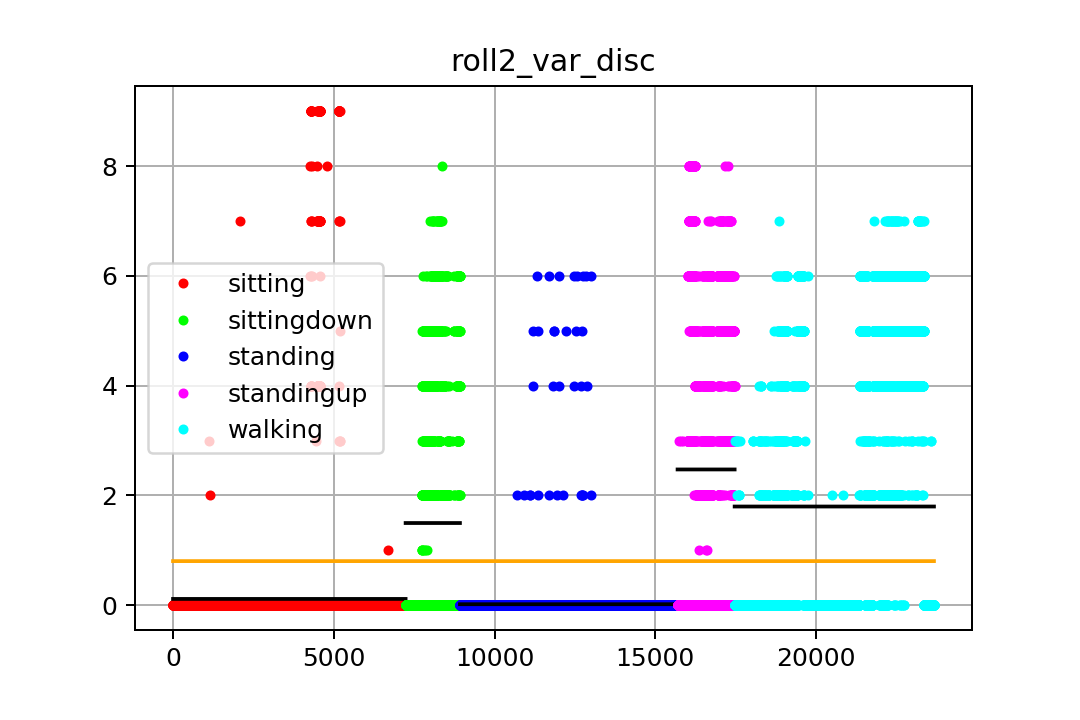 roll2_var_disc
8
6
4
2
0
sitting
sittingdown
standing
standingup
walking
0 5000 10000 15000 20000